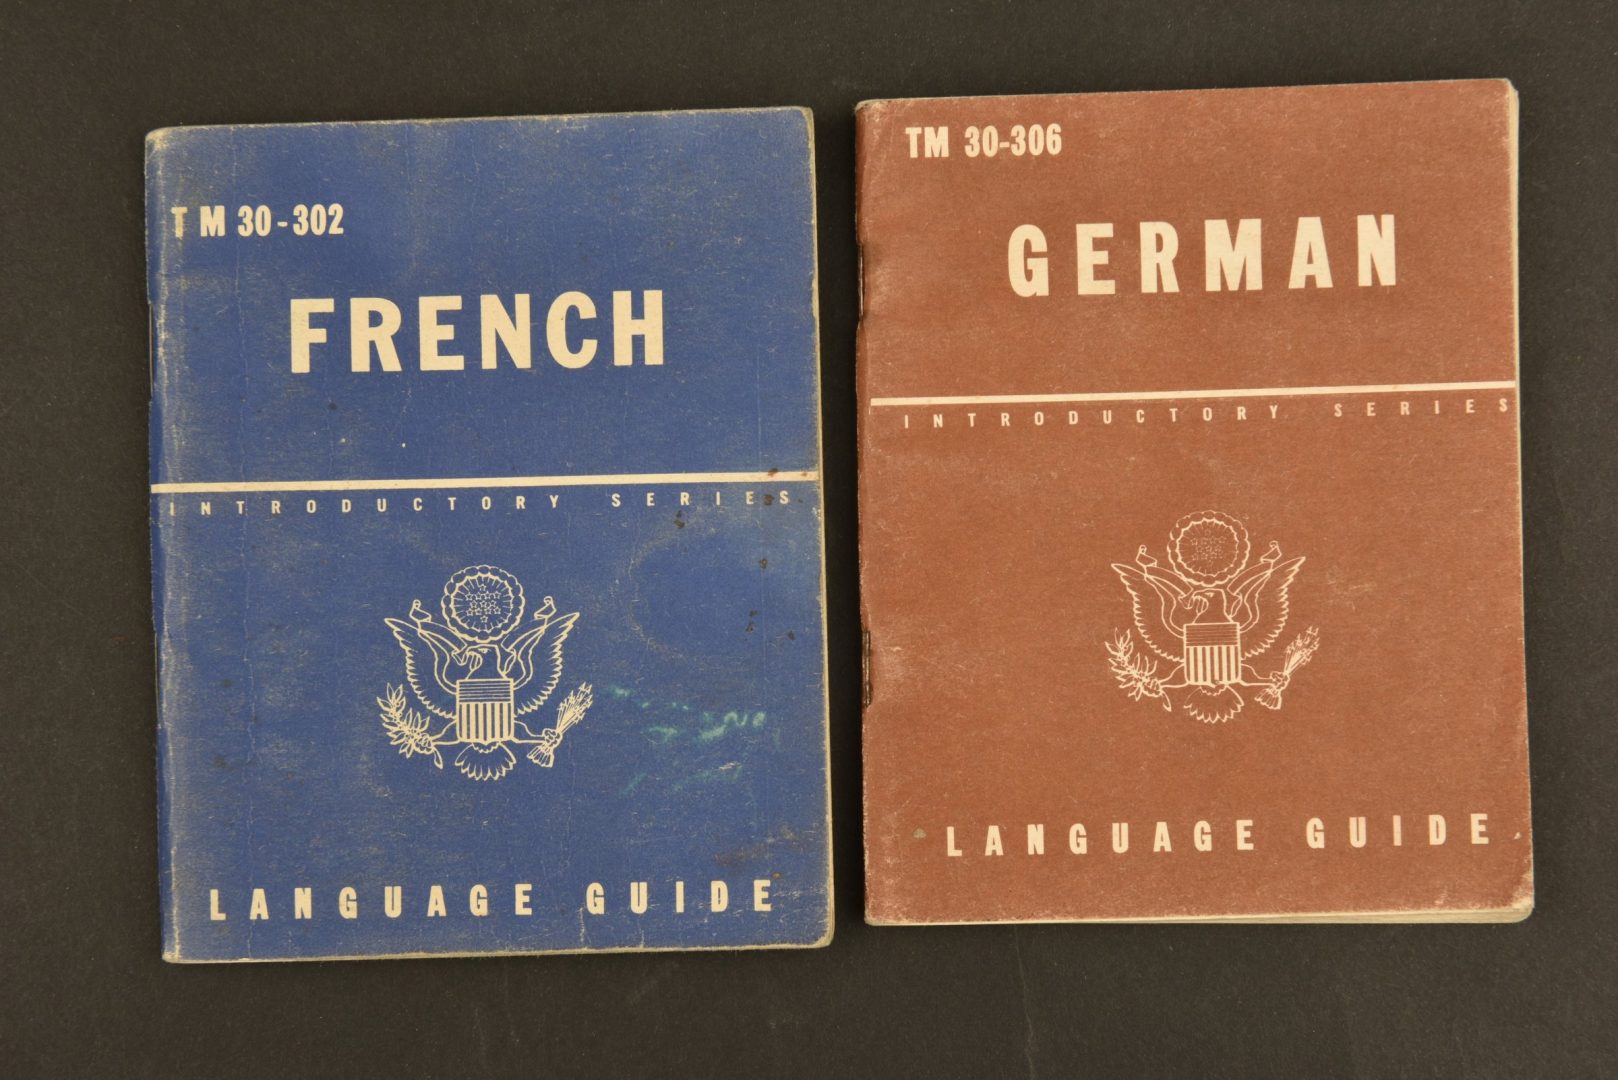 TM 30-302
FRENCH
INTRODUCTORY SERIES
LANGUAGE GUIDE
TM 30-306
GERMAN
INTRODUCTORY SERIES
LANGUAGE GUIDE